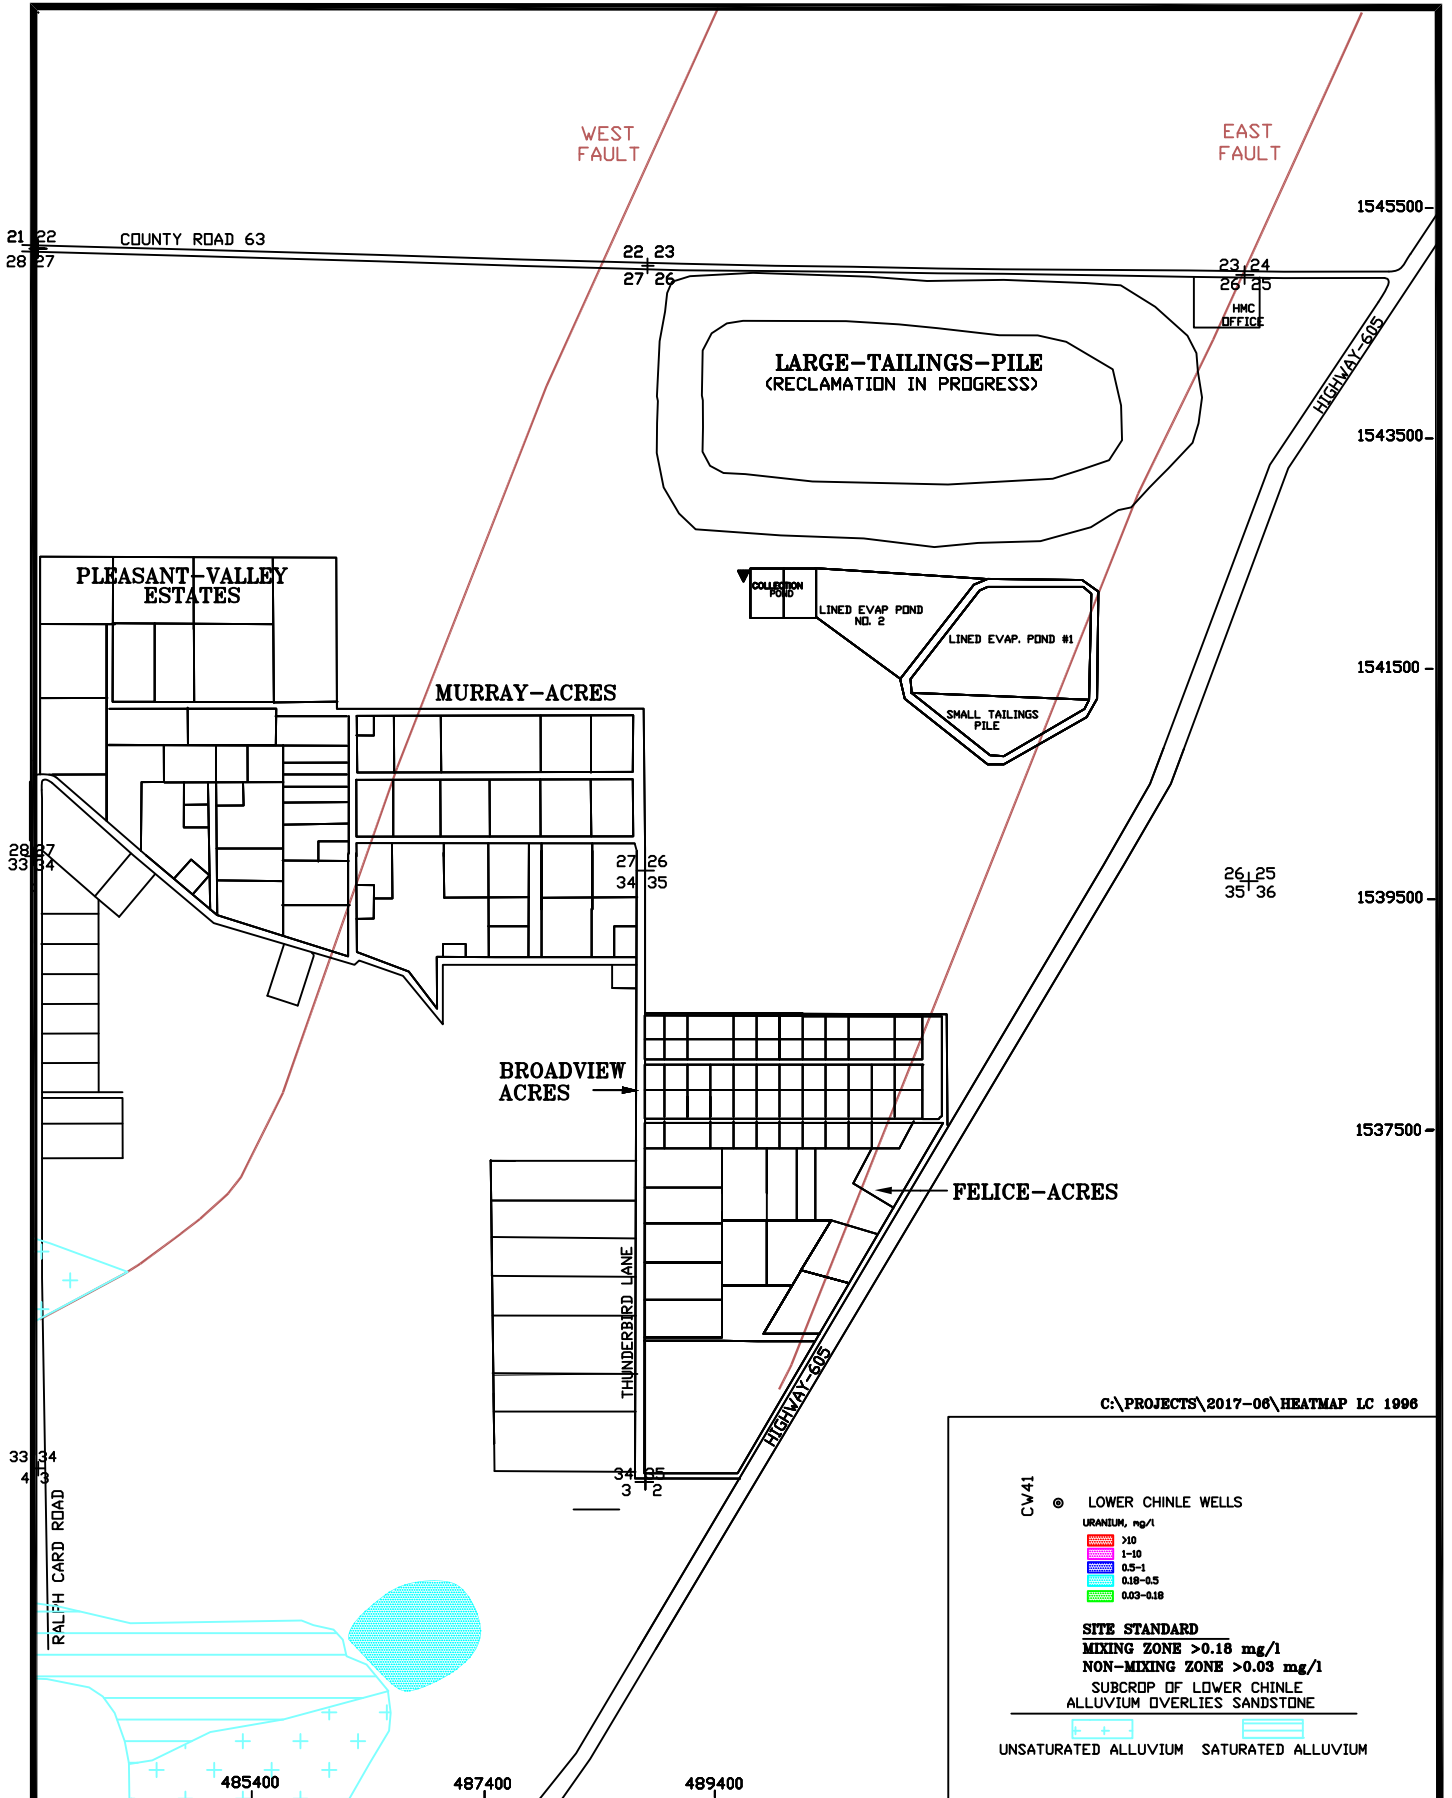 WEST
FAULT
EAST
FAULT
1545500
21 22
28 27
COUNTY ROAD 63
22 23
27 26
23 24
26 25
HMC
OFFICE
HIGHWAY-605
LARGE-TAILINGS-PILE
(RECLAMATION IN PROGRESS)
1543500
PLEASANT-VALLEY
ESTATES
COLLECTION
POND
LINED EVAP POND
NO. 2
LINED EVAP. POND #1
1541500
MURRAY-ACRES
SMALL TAILINGS
PILE
28 27
33 34
27 26
34 35
26 25
35 36
1539500
BROADVIEW
ACRES
1537500
FELICE-ACRES
THUNDERBIRD LANE
HIGHWAY-605
C:\PROJECTS\2017-06\HEATMAP LC 1996
33 34
4 3
34 35
3 2
RALPH CARD ROAD
CW41
LOWER CHINLE WELLS
URANIUM, mg/l
>10
1-10
0.5-1
0.18-0.5
0.03-0.18
SITE STANDARD
MIXING ZONE >0.18 mg/l
NON-MIXING ZONE >0.03 mg/l
SUBCROP OF LOWER CHINLE
ALLUVIUM OVERLIES SANDSTONE
UNSATURATED ALLUVIUM SATURATED ALLUVIUM
485400
487400
489400